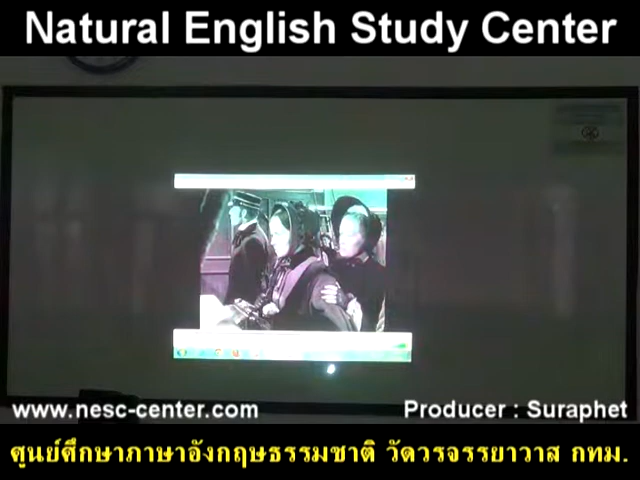 Natural English Study Center
www.nesc-center.com
Producer : Suraphet
ศูนย์ศึกษาภาษาอังกฤษธรรมชาติ วัดวรจรรยาวาส กทม.